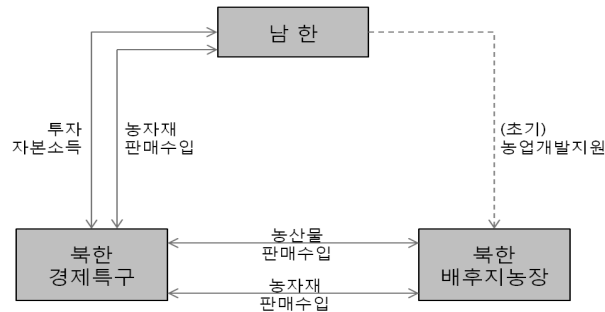 남 한
투자
자본소득
농자재
판매수입
(초기)
농업개발지원
북한
경제특구
농산물
판매수입
농자재
판매수입
북한
배후지농장